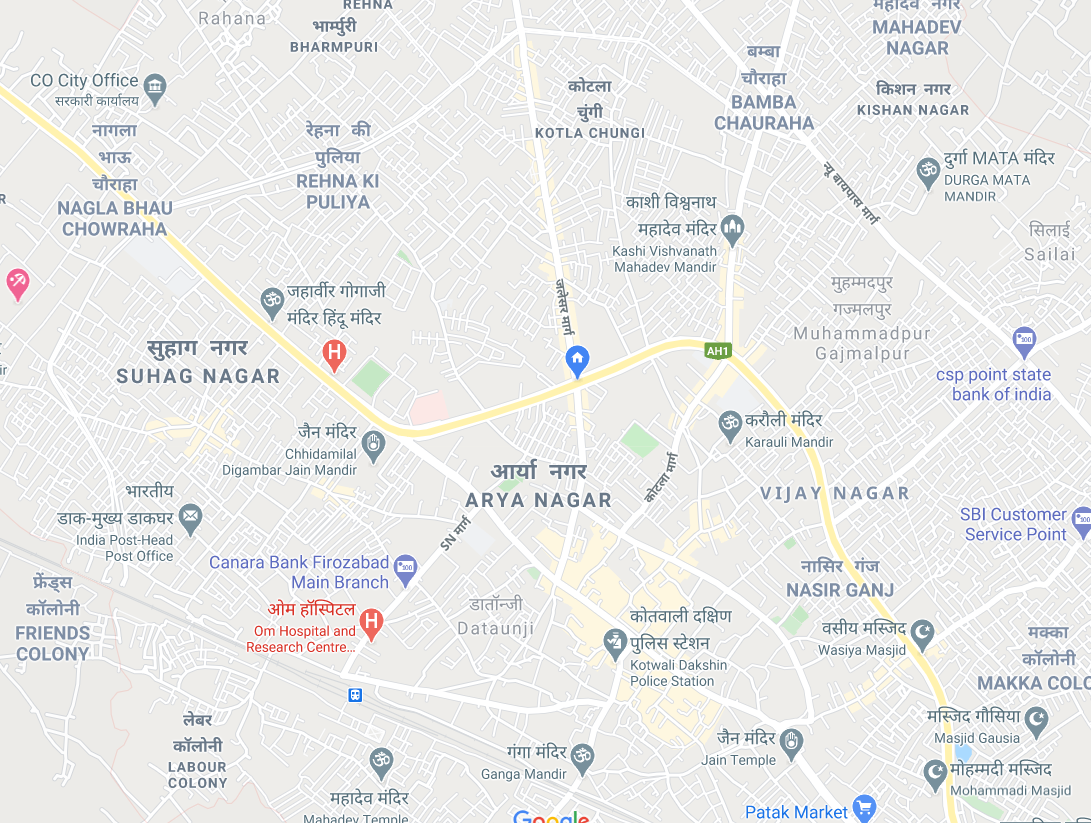 REHNA
महादेव नगर
MAHADEV
NAGAR
Rahana
भार्म्पुरी
BHARMPURI
बम्बा
चौराहा
BAMBA
CHAURAHA
CO City Office
सरकारी कार्यालय
कोटला
चुंगी
KOTLA CHUNGI
किशन नगर
KISHAN NAGAR
नागला
भाऊ
चौराहा
NAGLA BHAU
CHOWRAHA
रेहना की
पुलिया
REHNA KI
PULIYA
दुर्गा MATA मंदिर
DURGA MATA
MANDIR
न्यू बायपास मार्ग
काशी विश्वनाथ
महादेव मंदिर
Kashi Vishvanath
Mahadev Mandir
सिलाई
Sailai
जहार्वीर गोगाजी
मंदिर हिंदू मंदिर
जलेसर मार्ग
मुहम्मदपुर
गज्मलपुर
Muhammadpur
Gajmalpur
सुहाग नगर
SUHAG NAGAR
AH1
csp point state
bank of india
जैन मंदिर
Chhidamilal
Digambar Jain Mandir
करौली मंदिर
Karauli Mandir
आर्या नगर
ARYA NAGAR
कोटला मार्ग
VIJAY NAGAR
भारतीय
डाक-मुख्य डाकघर
India Post-Head
Post Office
SN मार्ग
SBI Customer
Service Point
Canara Bank Firozabad
Main Branch
नासिर गंज
NASIR GANJ
फ्रेंड्स
कॉलोनी
FRIENDS
COLONY
ओम हॉस्पिटल
Om Hospital and
Research Centre...
डाताॅन्जी
Dataunji
कोतवाली दक्षिण
पुलिस स्टेशन
Kotwali Dakshin
Police Station
वसीय मस्जिद
Wasiya Masjid
मक्का
कॉलोनी
MAKKA COLO
लेबर
कॉलोनी
LABOUR
COLONY
मस्जिद गौसिया
Masjid Gausia
गंगा मंदिर
Ganga Mandir
जैन मंदिर
Jain Temple
मोहम्मदी मस्जिद
Mohammadi Masjid
महादेव मंदिर
Mahadev Temple
Patak Market
Google